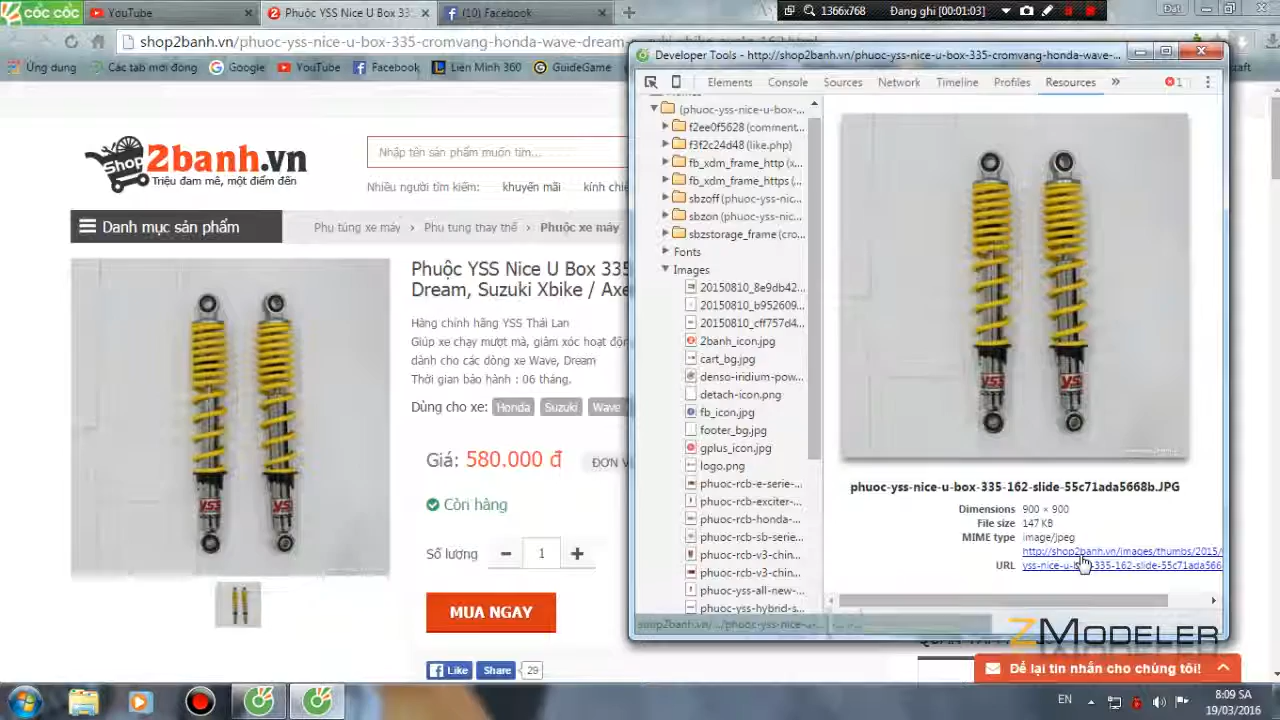 CỐC CỐC
YouTube
Phuộc YSS Nice U Box 33
(10) Facebook
1366x768
Đang ghi [00:01:03]
Đst
shop2banh.vn/phuoc-yss-nice-u-box-335-cromvang-honda-wave-dream
Ứng dụng
Các tab mới đóng
Google
YouTube
Facebook
Liên Minh 360
GuideGame
Developer Tools - http://shop2banh.vn/phuoc-yss-nice-u-box-335-cromvang-honda-wave-...
Elements
Console
Sources
Network
Timeline
Profiles
Resources
»
1
(phuoc-yss-nice-u-box-...
f2ee0f5628 (comment...
f3f2c24d48 (like.php)
fb_xdm_frame_http (x...
fb_xdm_frame_https (...
sbzoff (phuoc-yss-nic...
sbzon (phuoc-yss-nic...
sbzstorage_frame (cro...
Fonts
Images
20150810_8e9db42...
20150810_b952609...
20150810_cff757d4...
2banh_icon.jpg
cart_bg.jpg
denso-iridium-pow...
detach-icon.png
fb_icon.jpg
footer_bg.jpg
gplus_icon.jpg
logo.png
phuoc-rcb-e-serie-...
phuoc-rcb-exciter-...
phuoc-rcb-honda-...
phuoc-rcb-sb-serie...
phuoc-rcb-v3-chin...
phuoc-rcb-v3-chin...
phuoc-yss-all-new-...
phuoc-yss-hybrid-s...
YSS
YSS
phuoc-yss-nice-u-box-335-162-slide-55c71ada5668b.JPG
Dimensions 900 × 900
File size 147 KB
MIME type image/jpeg
http://shop2banh.vn/images/thumbs/2015/
URL
Shop2banh.vn
Triệu đam mê, một điểm đến
Nhập tên sản phẩm muốn tìm...
Nhiều người tìm kiếm:
khuyến mãi
kính chiế
Danh mục sản phẩm
Phụ tùng xe máy › Phụ tung thay thế › Phuộc xe máy
Phuộc YSS Nice U Box 335
Dream, Suzuki Xbike / Axe
Hàng chính hãng YSS Thái Lan
Giúp xe chạy mượt mà, giảm xóc hoạt độn
dành cho các dòng xe Wave, Dream
Thời gian bảo hành : 06 tháng.
Dùng cho xe:
Honda
Suzuki
Wave
Giá: 580.000 đ
ĐƠN V
Còn hàng
Số lượng
− 1 +
MUA NGAY
Like
Share
29
ZMODELER
Để lại tin nhắn cho chúng tôi!
EN
8:09 SA
19/03/2016